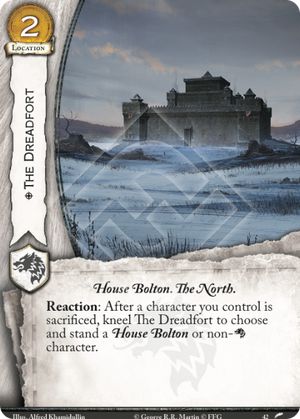 2
LOCATION
THE DREADFORT
House Bolton. The North.
Reaction: After a character you control is
sacrificed, kneel The Dreadfort to choose
and stand a House Bolton or non-
character.
Illus. Alfred Khamidullin
© George R.R. Martin © FFG
42